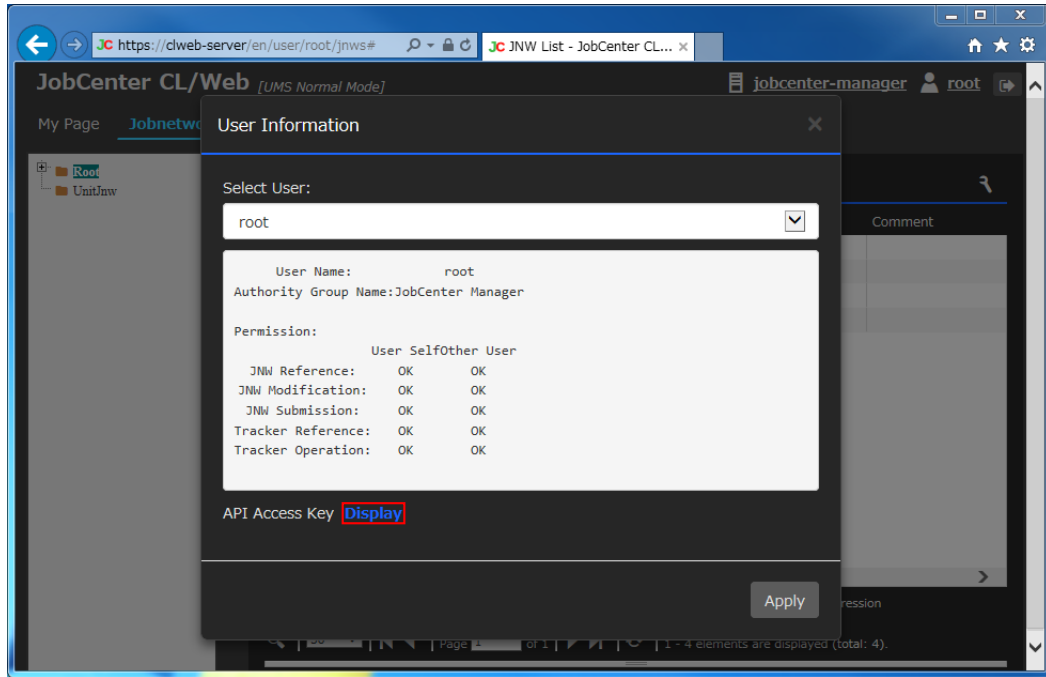 https://clweb-server/en/user/root/jnws#
JC JNW List - JobCenter CL...
JobCenter CL/Web [UMS Normal Mode]
jobcenter-manager
root
My Page
Jobnetwo
User Information
Root
UnitJnw
Select User:
root
Comment
User Name: root
Authority Group Name:JobCenter Manager
Permission:
User SelfOther User
JNW Reference: OK OK
JNW Modification: OK OK
JNW Submission: OK OK
Tracker Reference: OK OK
Tracker Operation: OK OK
API Access Key Display
Apply
ression
Page 1 of 1
1 - 4 elements are displayed (total: 4).